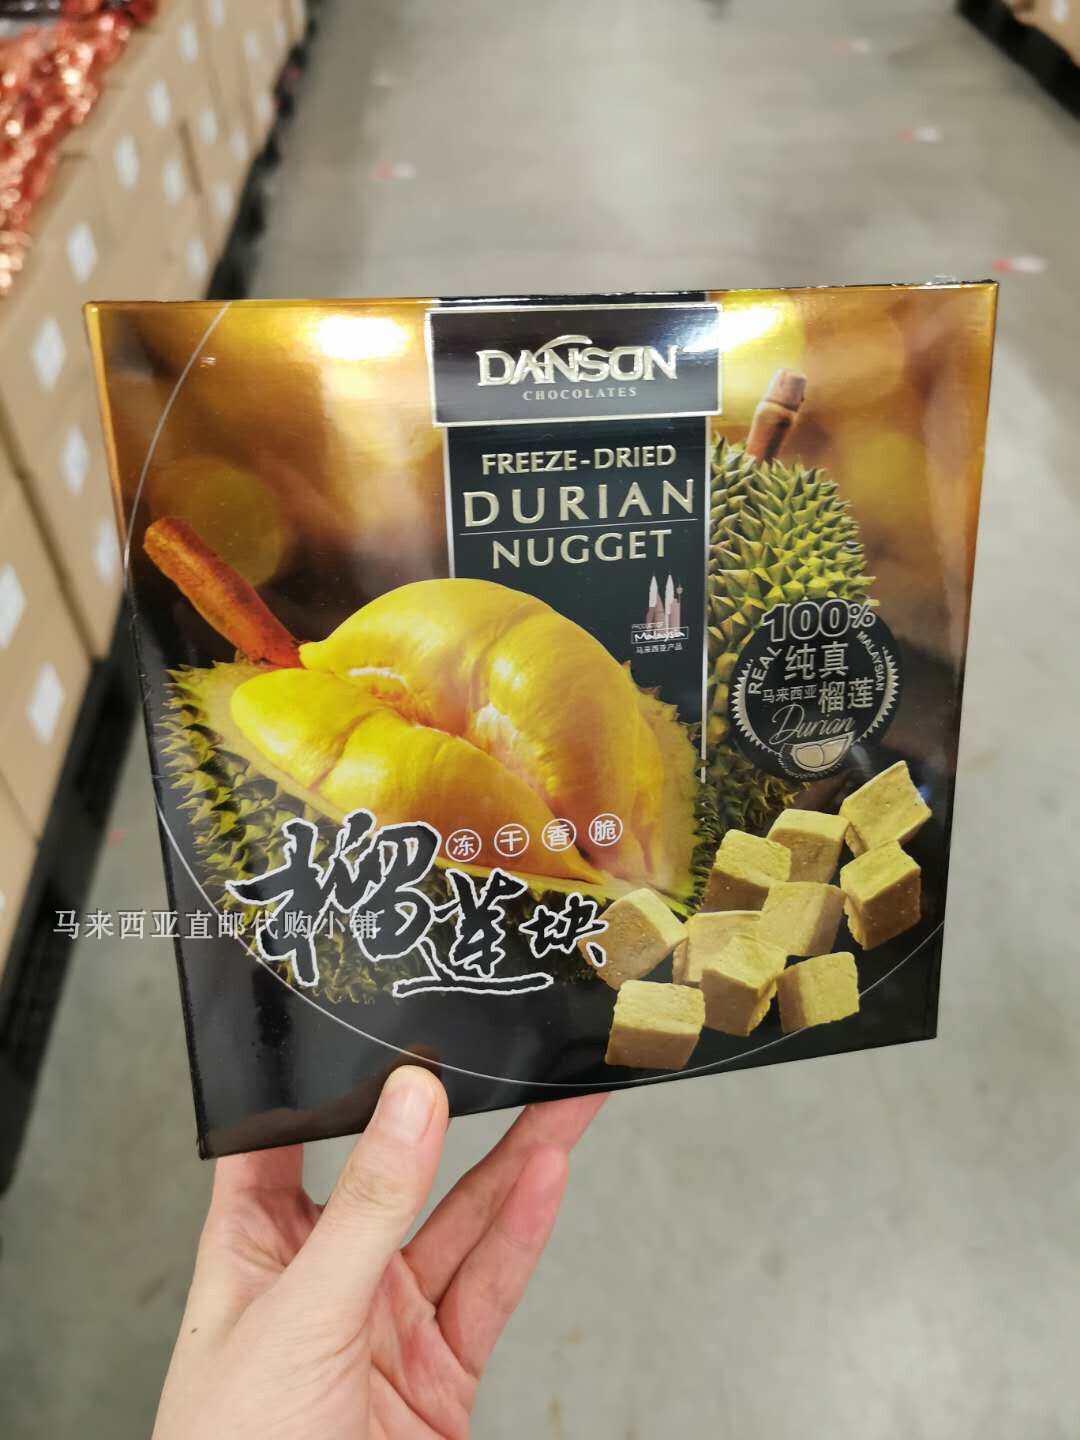 DANSON
CHOCOLATES
FREEZE-DRIED
DURIAN
NUGGET
PRODUCT OF
Malaysia
马来西亚产品
100%
REAL
MALAYSIAN
纯真
马来西亚榴莲
Durian
冻干香脆
榴莲块
马来西亚直邮代购小铺